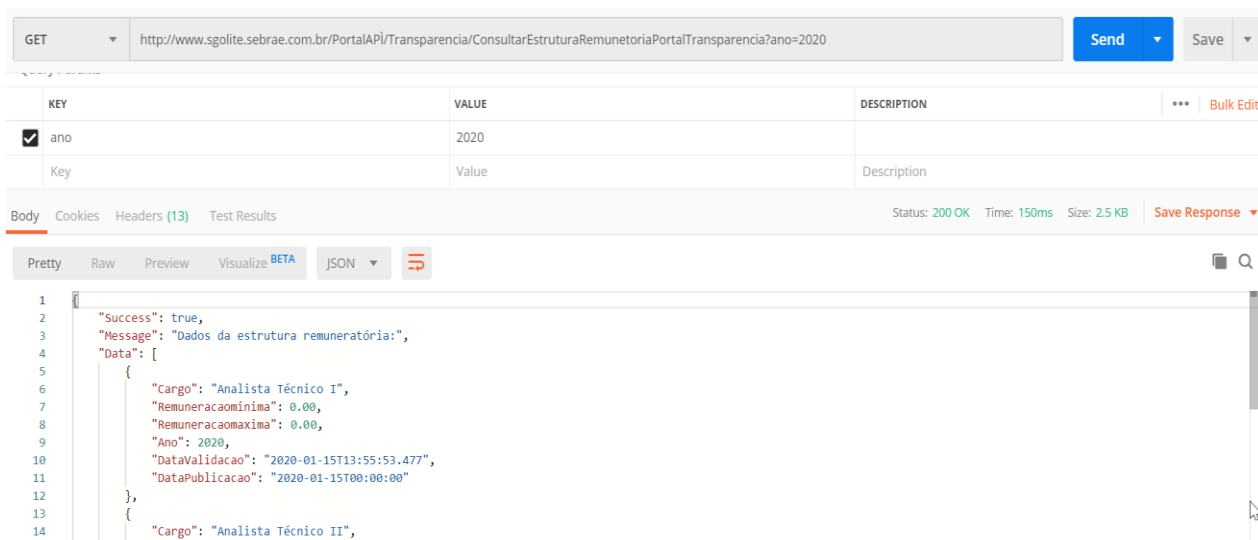 GET http://www.sgolite.sebrae.com.br/PortalAPÌ/Transparencia/ConsultarEstruturaRemunetoriaPortalTransparencia?ano=2020 Send Save
KEY VALUE DESCRIPTION ••• Bulk Edit
ano 2020
Key Value Description
Body Cookies Headers (13) Test Results Status: 200 OK Time: 150ms Size: 2.5 KB Save Response
Pretty Raw Preview Visualize BETA JSON
1 {
2 "Success": true,
3 "Message": "Dados da estrutura remuneratória:",
4 "Data": [
5 {
6 "Cargo": "Analista Técnico I",
7 "Remuneracaominima": 0.00,
8 "Remuneracaomaxima": 0.00,
9 "Ano": 2020,
10 "DataValidacao": "2020-01-15T13:55:53.477",
11 "DataPublicacao": "2020-01-15T00:00:00"
12 },
13 {
14 "Cargo": "Analista Técnico II",